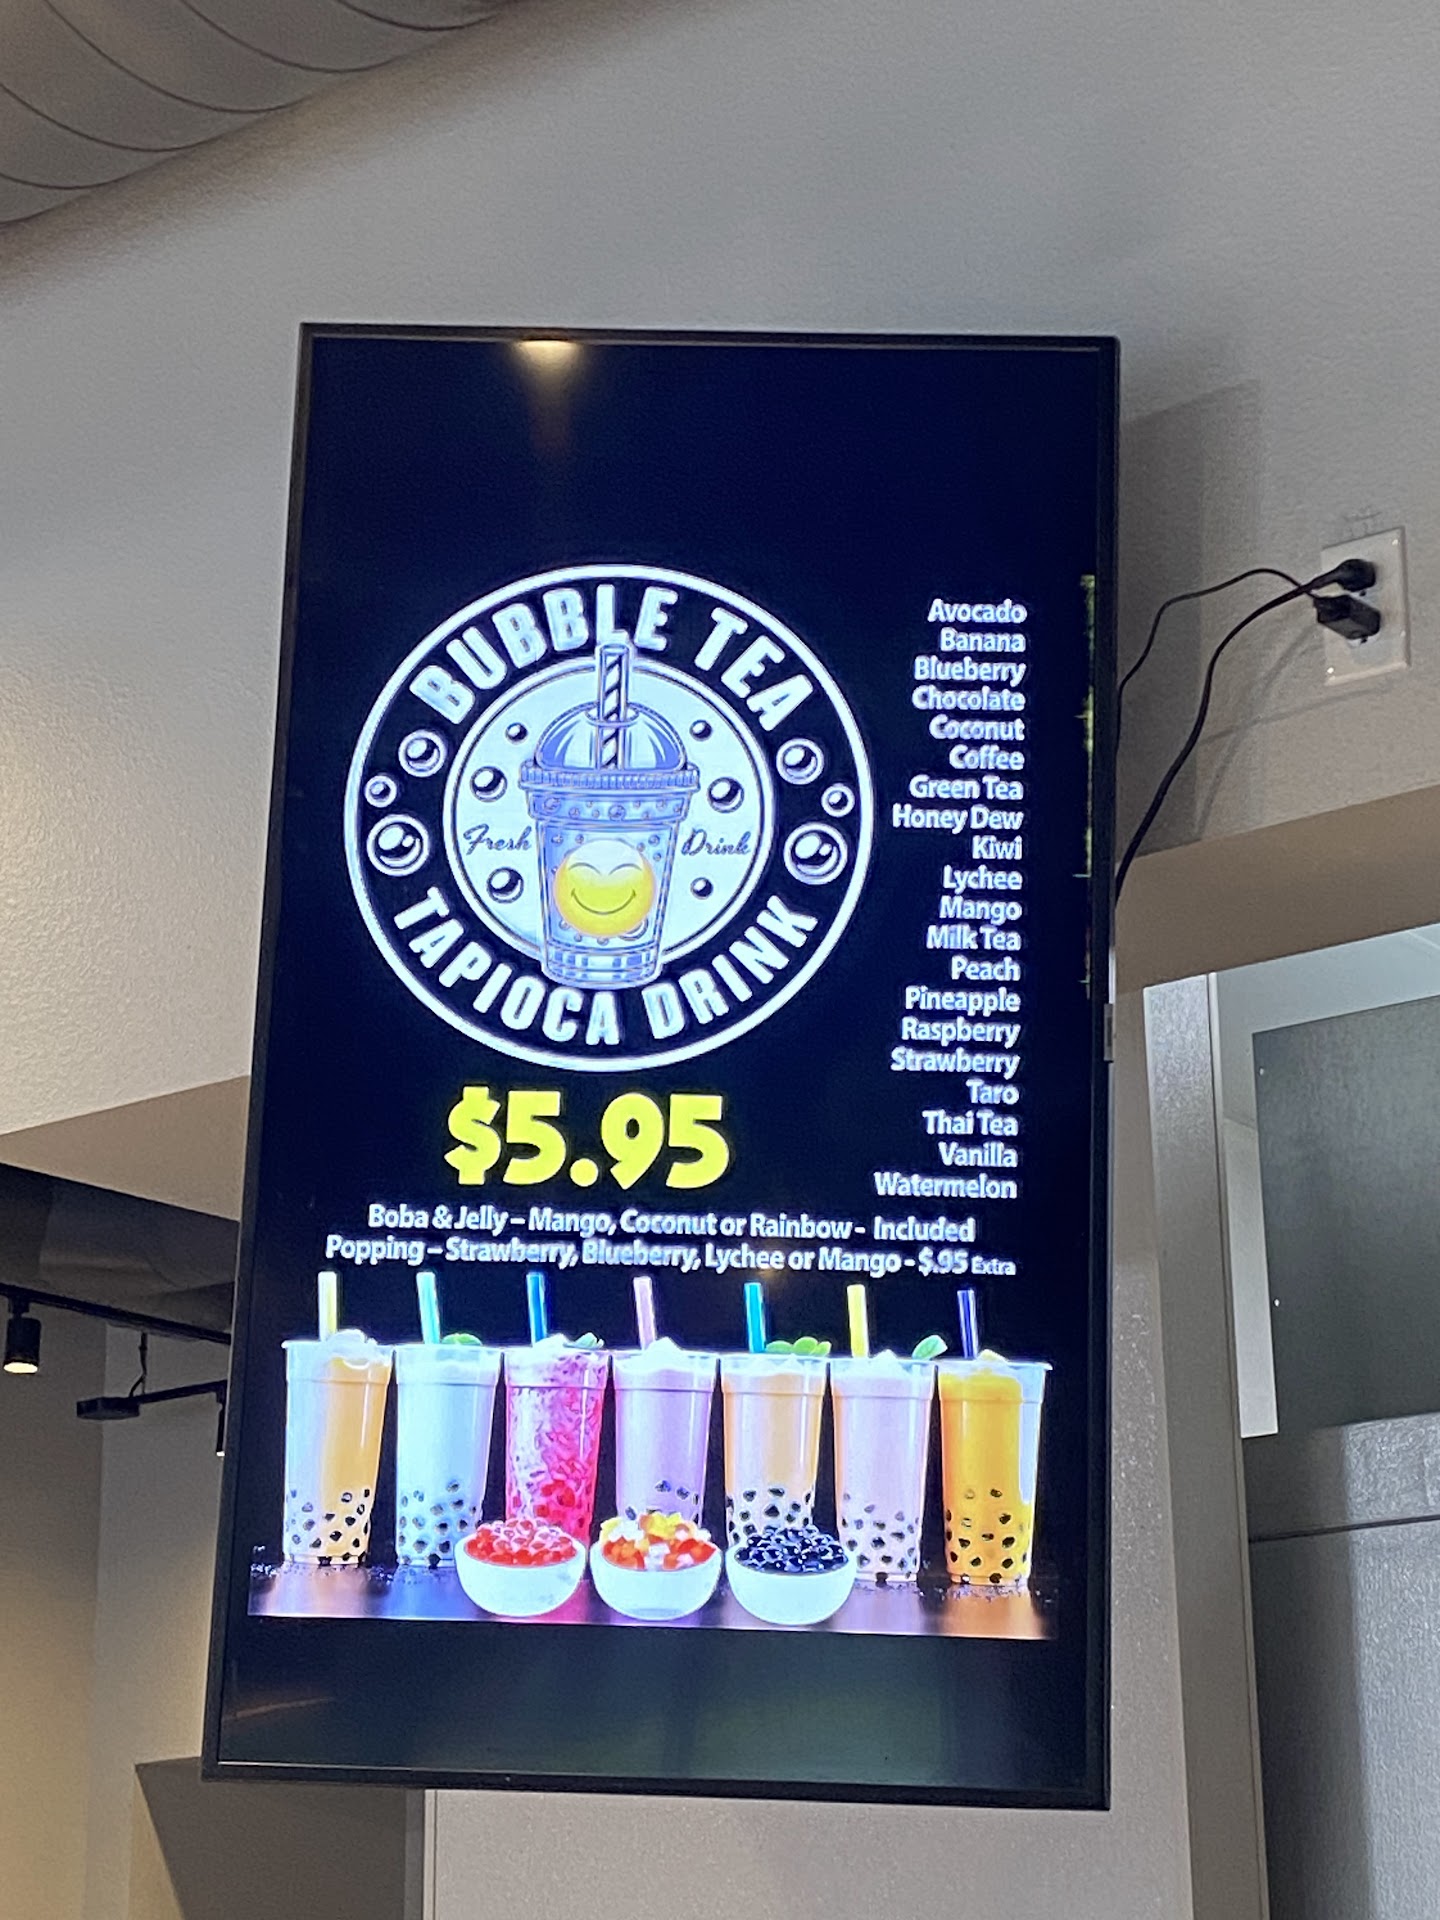 BUBBLE TEA
Fresh Drink
TAPIOCA DRINK
$5.95
Avocado
Banana
Blueberry
Chocolate
Coconut
Coffee
Green Tea
Honey Dew
Kiwi
Lychee
Mango
Milk Tea
Peach
Pineapple
Raspberry
Strawberry
Taro
Thai Tea
Vanilla
Watermelon
Boba & Jelly – Mango, Coconut or Rainbow - Included
Popping – Strawberry, Blueberry, Lychee or Mango - $.95 Extra